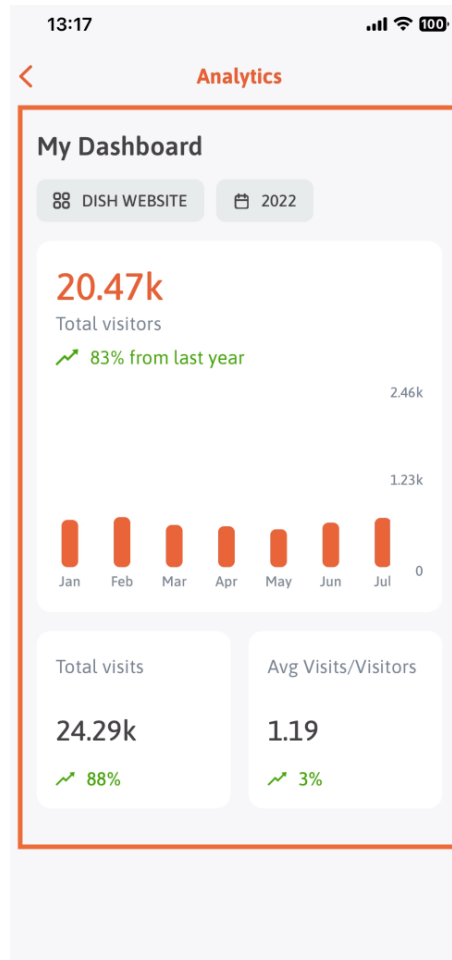 13:17
100
Analytics
My Dashboard
DISH WEBSITE
2022
20.47k
Total visitors
83% from last year
2.46k
1.23k
0
Jan Feb Mar Apr May Jun Jul
Total visits
24.29k
88%
Avg Visits/Visitors
1.19
3%